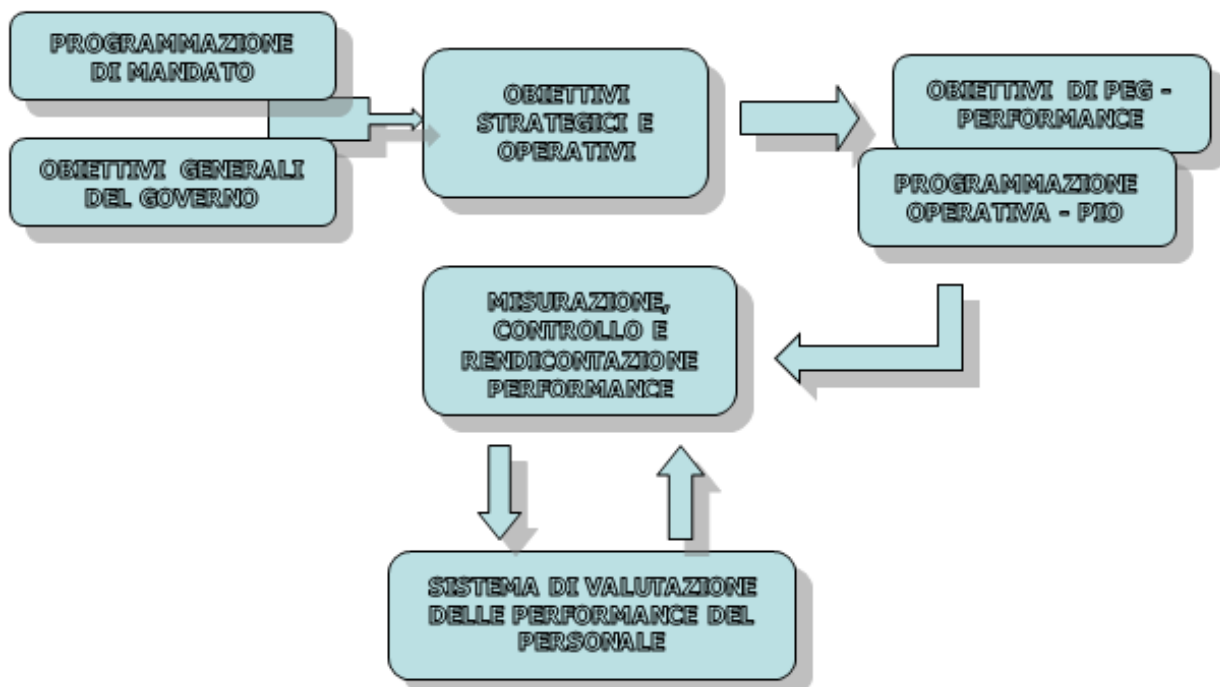 PROGRAMMAZIONE
DI MANDATO
OBIETTIVI GENERALI
DEL GOVERNO
OBIETTIVI
STRATEGICI E
OPERATIVI
OBIETTIVI DI PEG -
PERFORMANCE
PROGRAMMAZIONE
OPERATIVA - PIO
MISURAZIONE,
CONTROLLO E
RENDICONTAZIONE
PERFORMANCE
SISTEMA DI VALUTAZIONE
DELLE PERFORMANCE DEL
PERSONALE